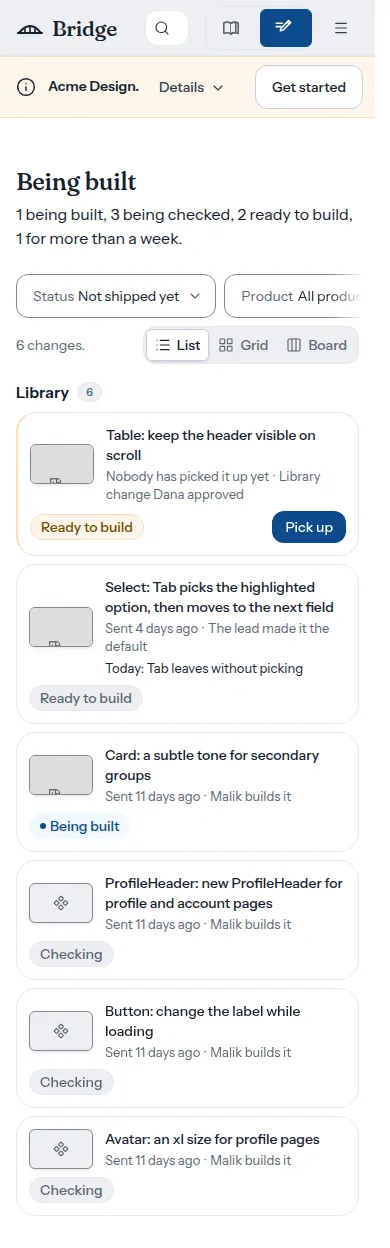 Bridge
Acme Design.
Details
Get started
Being built
1 being built, 3 being checked, 2 ready to build,
1 for more than a week.
Status Not shipped yet
Product All produc
6 changes.
List
Grid
Board
Library 6
Table: keep the header visible on
scroll
Nobody has picked it up yet · Library
change Dana approved
Ready to build
Pick up
Select: Tab picks the highlighted
option, then moves to the next field
Sent 4 days ago · The lead made it the
default
Today: Tab leaves without picking
Ready to build
Card: a subtle tone for secondary
groups
Sent 11 days ago · Malik builds it
Being built
ProfileHeader: new ProfileHeader for
profile and account pages
Sent 11 days ago · Malik builds it
Checking
Button: change the label while
loading
Sent 11 days ago · Malik builds it
Checking
Avatar: an xl size for profile pages
Sent 11 days ago · Malik builds it
Checking